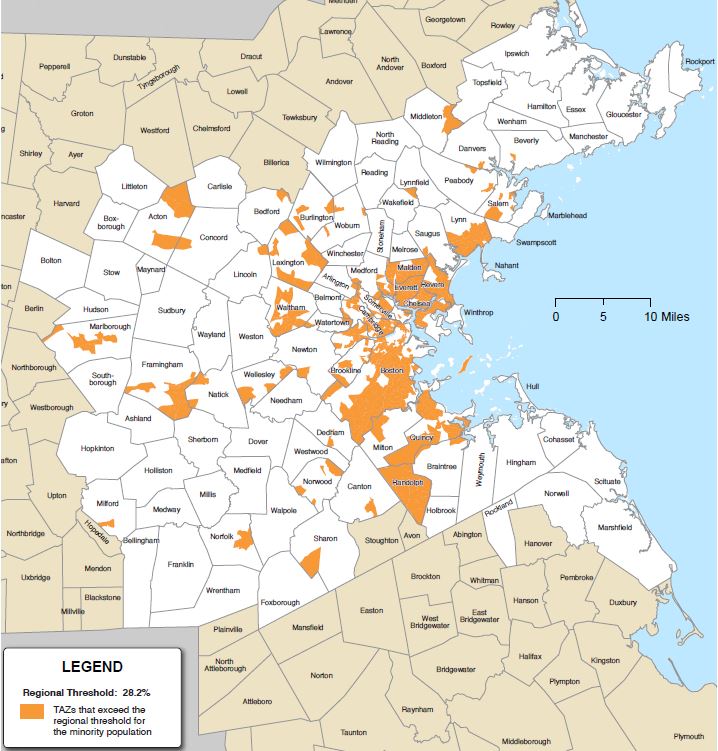 Methuen
Georgetown
Rowley
Lawrence
Ipswich
Dunstable
Dracut
North
Andover
Boxford
Rockport
Pepperell
Tyngsborough
Topsfield
Andover
Lowell
Hamilton
Essex
Gloucester
Groton
Tewksbury
Middleton
Wenham
Westford
Chelmsford
North
Reading
Manchester
Beverly
Danvers
Shirley
Ayer
Billerica
Wilmington
Reading
Lynnfield
Peabody
Littleton
Carlisle
Harvard
Wakefield
Salem
Bedford
Burlington
Acton
Marblehead
Box-
borough
Woburn
Stoneham
Lynn
Saugus
Concord
Swampscott
Melrose
Winchester
Bolton
Lexington
Nahant
Stow
Maynard
Lincoln
Medford
Malden
Arlington
Everett
Revere
Berlin
Hudson
Sudbury
Waltham
Belmont
Somerville
Chelsea
Winthrop
Marlborough
Cambridge
Watertown
Wayland
Weston
0 5 10 Miles
Newton
Northborough
Framingham
Brookline
Boston
South-
borough
Wellesley
Natick
Needham
Hull
Westborough
Ashland
Dedham
Quincy
Cohasset
Sherborn
Dover
Milton
Hopkinton
Westwood
Hingham
Weymouth
Braintree
Holliston
Medfield
Norwood
Canton
Randolph
Scituate
Upton
Millis
Norwell
Milford
Medway
Walpole
Holbrook
Rockland
Marshfield
Hopedale
Northbridge
Bellingham
Norfolk
Sharon
Stoughton
Avon
Abington
Hanover
Franklin
Mendon
Uxbridge
Brockton
Whitman
Pembroke
Blackstone
Wrentham
Hanson
Duxbury
Millville
Foxborough
Easton
West
Bridgewater
East
Bridgewater
Plainville
Mansfield
Halifax
Kingston
North
Attleborough
Norton
Bridgewater
Plympton
Attleboro
Raynham
Taunton
Middleborough
Plymouth
LEGEND
Regional Threshold: 28.2%
TAZs that exceed the
regional threshold for
the minority population